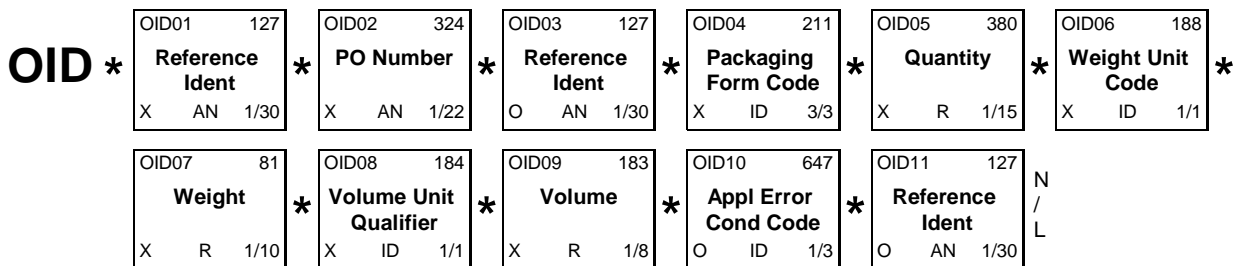 OID01 127 OID02 324 OID03 127 OID04 211 OID05 380 OID06 188
OID * Reference Ident * PO Number * Reference Ident * Packaging Form Code * Quantity * Weight Unit Code *
X AN 1/30 X AN 1/22 O AN 1/30 X ID 3/3 X R 1/15 X ID 1/1
OID07 81 OID08 184 OID09 183 OID10 647 OID11 127
Weight * Volume Unit Qualifier * Volume * Appl Error Cond Code * Reference Ident N / L
X R 1/10 X ID 1/1 X R 1/8 O ID 1/3 O AN 1/30